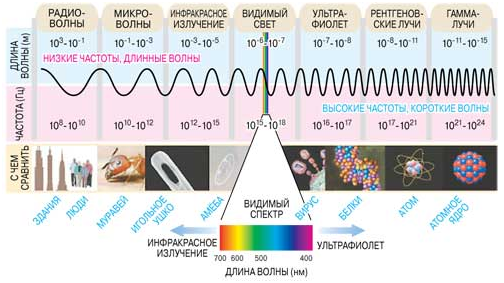 РАДИО-
ВОЛНЫ
МИКРО-
ВОЛНЫ
ИНФРАКРАСНОЕ
ИЗЛУЧЕНИЕ
ВИДИМЫЙ
СВЕТ
УЛЬТРА-
ФИОЛЕТ
РЕНТГЕНОВ-
СКИЕ ЛУЧИ
ГАММА-
ЛУЧИ
ДЛИНА
ВОЛНЫ (м)
10³-10⁻¹
10⁻¹-10⁻³
10⁻³-10⁻⁵
10⁻⁶-10⁻⁷
10⁻⁷-10⁻⁸
10⁻⁸-10⁻¹¹
10⁻¹¹-10⁻¹⁵
НИЗКИЕ ЧАСТОТЫ, ДЛИННЫЕ ВОЛНЫ
ВЫСОКИЕ ЧАСТОТЫ, КОРОТКИЕ ВОЛНЫ
ЧАСТОТА (Гц)
10⁸-10¹⁰
10¹⁰-10¹²
10¹²-10¹⁵
10¹⁵-10¹⁸
10¹⁶-10¹⁷
10¹⁷-10²¹
10²¹-10²⁴
С ЧЕМ
СРАВНИТЬ
ЗДАНИЯ
ЛЮДИ
МУРАВЕЙ
ИГОЛЬНОЕ
УШКО
АМЁБА
ВИРУС
БЕЛКИ
АТОМ
АТОМНОЕ
ЯДРО
ВИДИМЫЙ
СПЕКТР
ИНФРАКРАСНОЕ
ИЗЛУЧЕНИЕ
УЛЬТРАФИОЛЕТ
700 600 500 400
ДЛИНА ВОЛНЫ (нм)